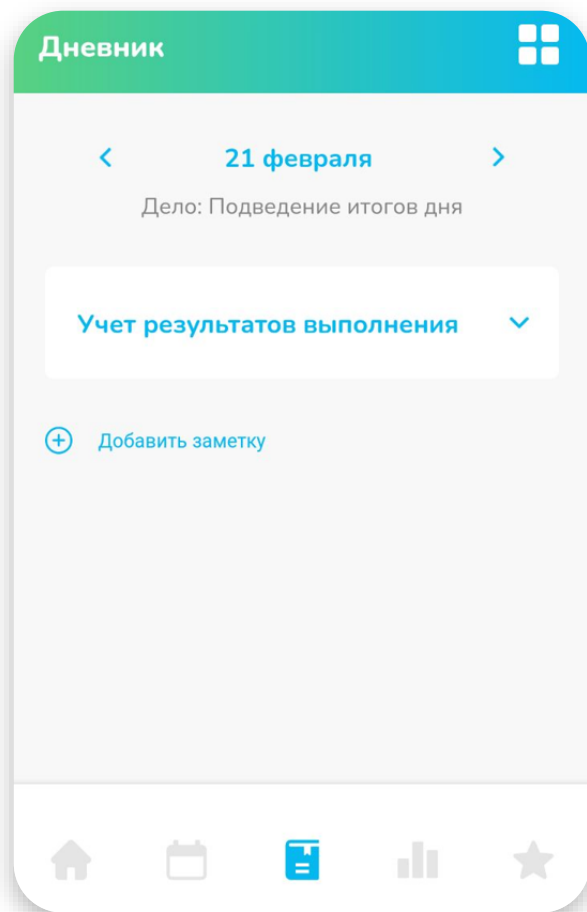 Дневник
21 февраля
Дело: Подведение итогов дня
Учет результатов выполнения
Добавить заметку